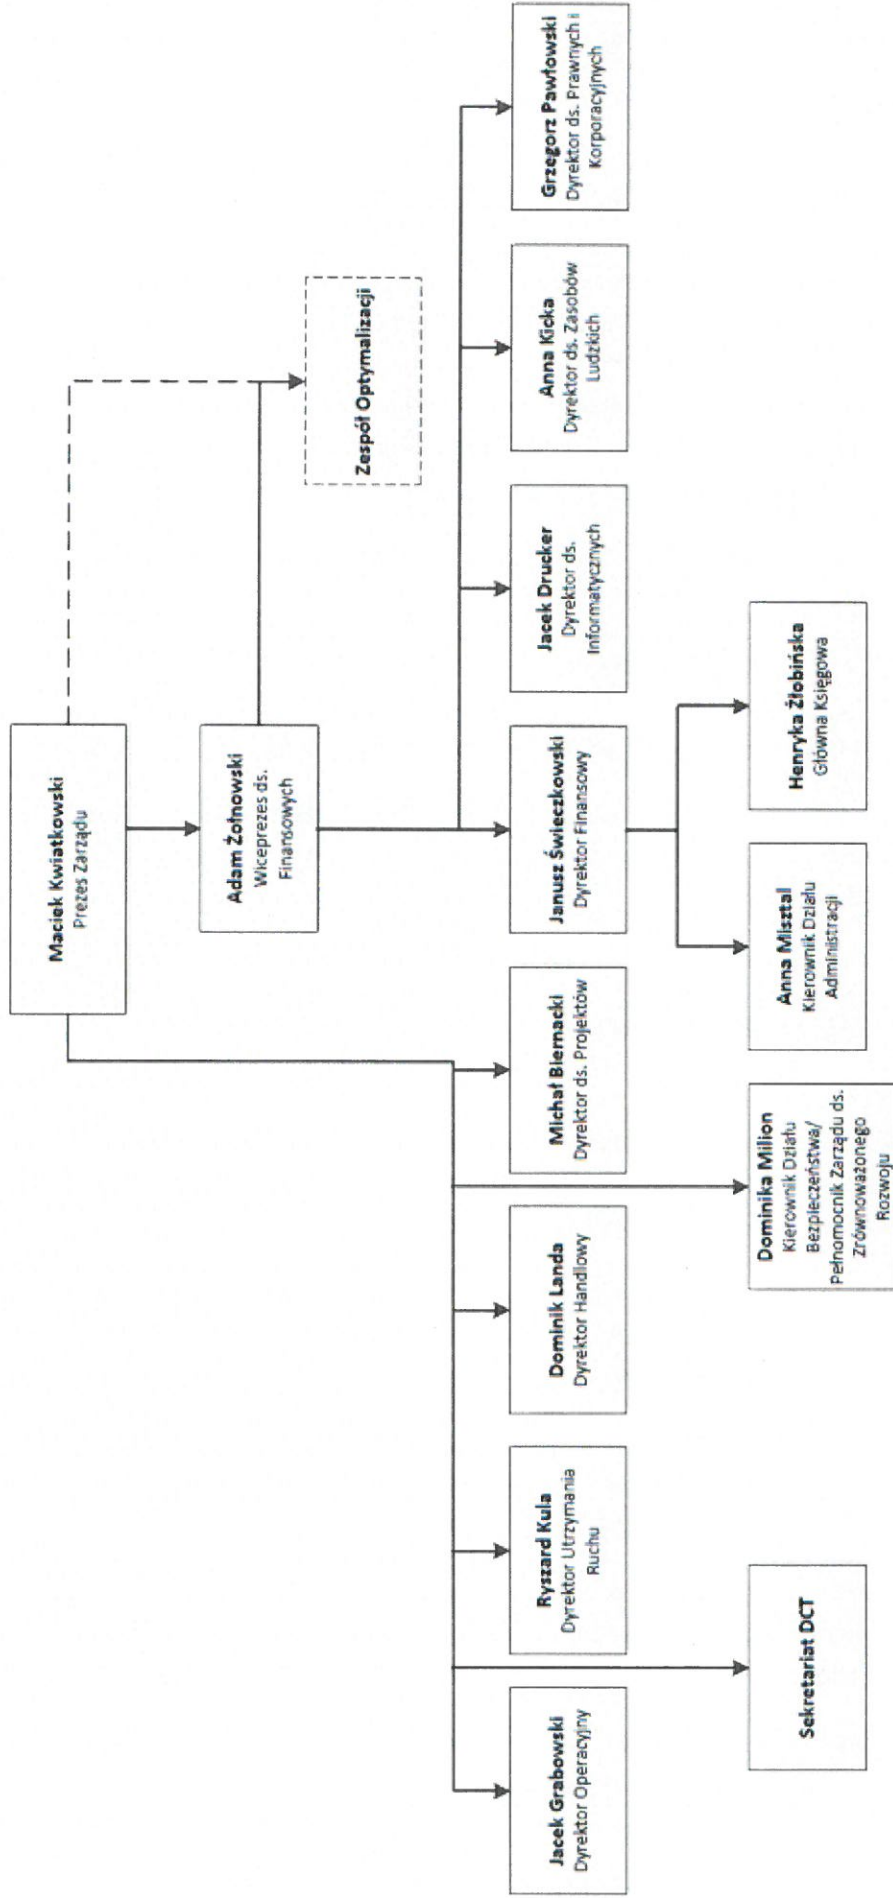 Maciek Kwiatkowski
Prezes Zarządu
Adam Żołnowski
Wiceprezes ds.
Finansowych
Zespół Optymalizacji
Jacek Grabowski
Dyrektor Operacyjny
Ryszard Kula
Dyrektor Utrzymania
Ruchu
Dominik Landa
Dyrektor Handlowy
Michał Biernacki
Dyrektor ds. Projektów
Janusz Świeczkowski
Dyrektor Finansowy
Jacek Drucker
Dyrektor ds.
Informatycznych
Anna Kicka
Dyrektor ds. Zasobów
Ludzkich
Grzegorz Pawłowski
Dyrektor ds. Prawnych i
Korporacyjnych
Sekretariat DCT
Dominika Milion
Kierownik Działu
Bezpieczeństwa/
Pełnomocnik Zarządu ds.
Zrównoważonego
Rozwoju
Anna Misztal
Kierownik Działu
Administracji
Henryka Żłobińska
Główna Księgowa